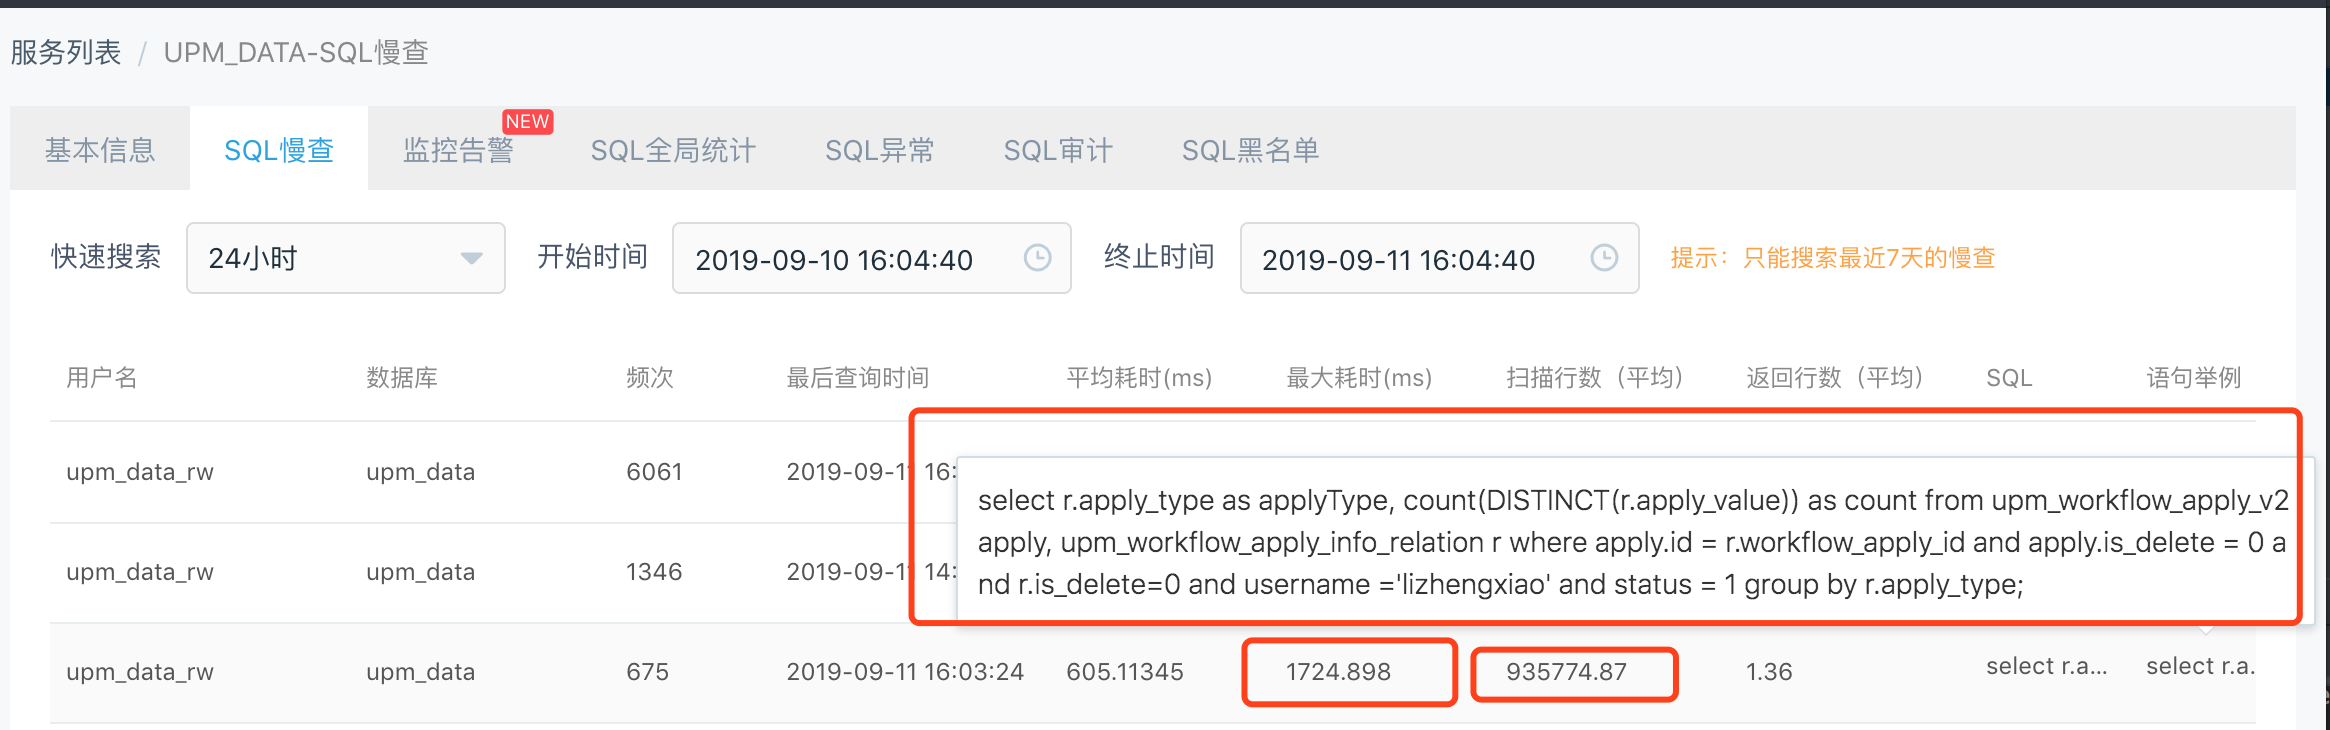 服务列表 / UPM_DATA-SQL慢查
基本信息 SQL慢查 监控告警 NEW SQL全局统计 SQL异常 SQL审计 SQL黑名单
快速搜索 24小时 开始时间 2019-09-10 16:04:40 终止时间 2019-09-11 16:04:40 提示：只能搜索最近7天的慢查
用户名 数据库 频次 最后查询时间 平均耗时(ms) 最大耗时(ms) 扫描行数（平均） 返回行数（平均） SQL 语句举例
upm_data_rw upm_data 6061 2019-09-11 16:
select r.apply_type as applyType, count(DISTINCT(r.apply_value)) as count from upm_workflow_apply_v2
apply, upm_workflow_apply_info_relation r where apply.id = r.workflow_apply_id and apply.is_delete = 0 a
nd r.is_delete=0 and username ='lizhengxiao' and status = 1 group by r.apply_type;
upm_data_rw upm_data 1346 2019-09-11 14:
upm_data_rw upm_data 675 2019-09-11 16:03:24 605.11345 1724.898 935774.87 1.36 select r.a... select r.a.